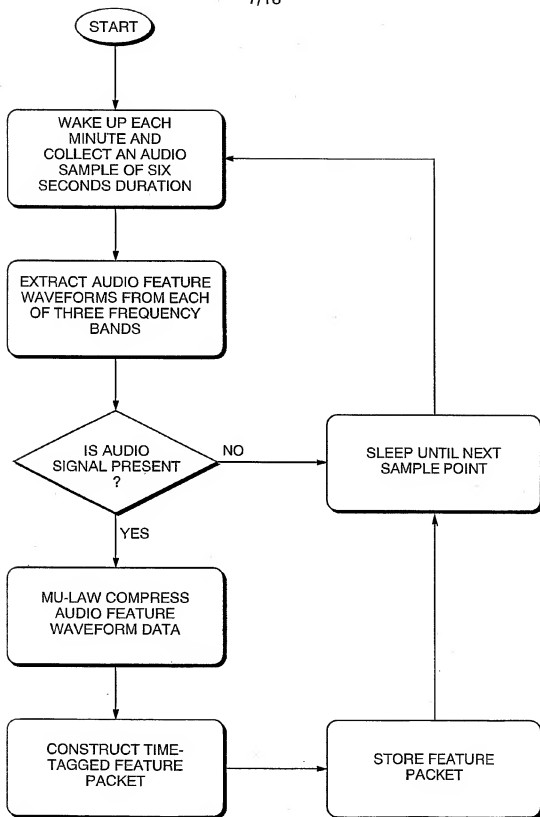 START
WAKE UP EACH
MINUTE AND
COLLECT AN AUDIO
SAMPLE OF SIX
SECONDS DURATION
EXTRACT AUDIO FEATURE
WAVEFORMS FROM EACH
OF THREE FREQUENCY
BANDS
IS AUDIO
SIGNAL PRESENT
?
NO
SLEEP UNTIL NEXT
SAMPLE POINT
YES
MU-LAW COMPRESS
AUDIO FEATURE
WAVEFORM DATA
CONSTRUCT TIME-
TAGGED FEATURE
PACKET
STORE FEATURE
PACKET